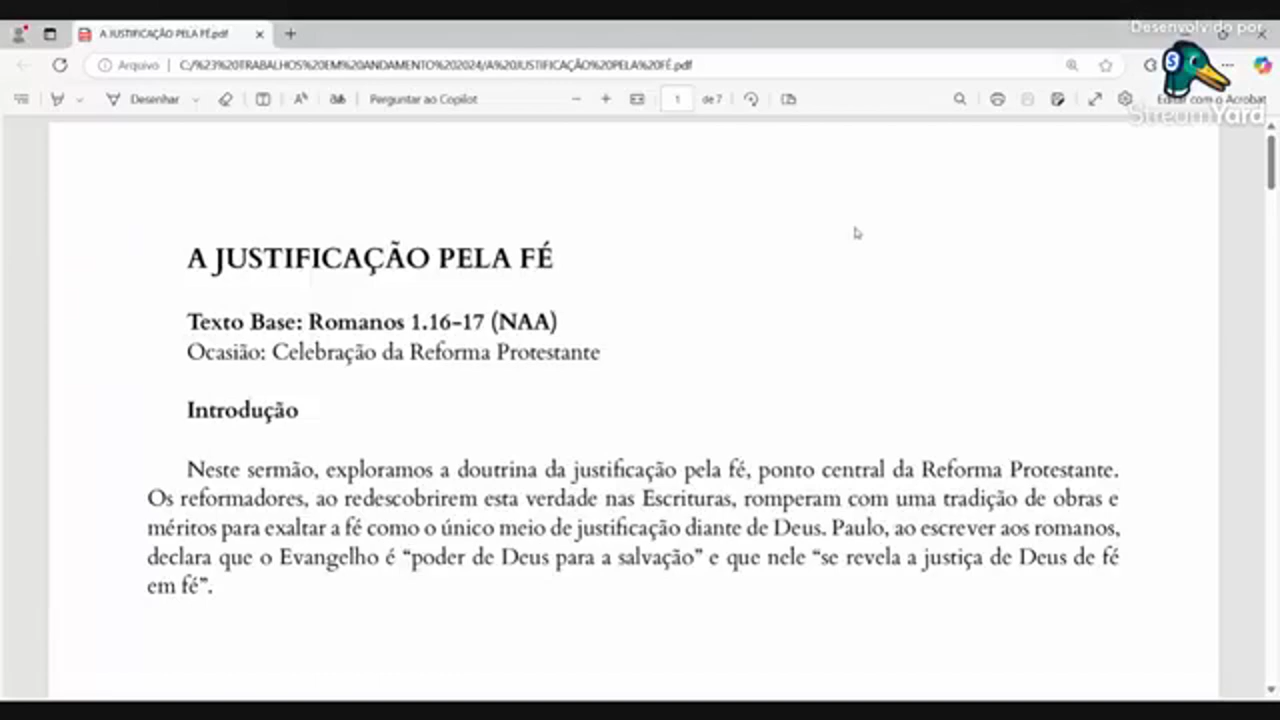 Desenvolvido por
A JUSTIFICAÇÃO PELA FÉ.pdf
Arquivo
C:/%23%20TRABALHOS%20EM%20ANDAMENTO%202024/A%20JUSTIFICAÇÃO%20PELA%20FÉ.pdf
Desenhar
Perguntar ao Copilot
1 de 7
Editar com o Acrobat
StreamYard
A JUSTIFICAÇÃO PELA FÉ
Texto Base: Romanos 1.16-17 (NAA)
Ocasião: Celebração da Reforma Protestante
Introdução
Neste sermão, exploramos a doutrina da justificação pela fé, ponto central da Reforma Protestante.
Os reformadores, ao redescobrirem esta verdade nas Escrituras, romperam com uma tradição de obras e
méritos para exaltar a fé como o único meio de justificação diante de Deus. Paulo, ao escrever aos romanos,
declara que o Evangelho é “poder de Deus para a salvação” e que nele “se revela a justiça de Deus de fé
em fé”.